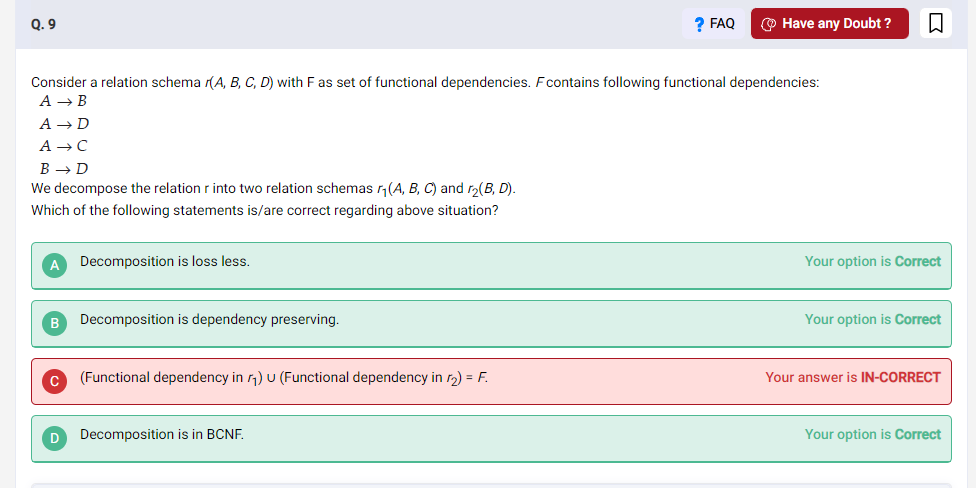 Q. 9
? FAQ
Have any Doubt ?
Consider a relation schema r(A, B, C, D) with F as set of functional dependencies. F contains following functional dependencies:
A → B
A → D
A → C
B → D
We decompose the relation r into two relation schemas r₁(A, B, C) and r₂(B, D).
Which of the following statements is/are correct regarding above situation?
A Decomposition is loss less. Your option is Correct
B Decomposition is dependency preserving. Your option is Correct
C (Functional dependency in r₁) ∪ (Functional dependency in r₂) = F. Your answer is IN-CORRECT
D Decomposition is in BCNF. Your option is Correct